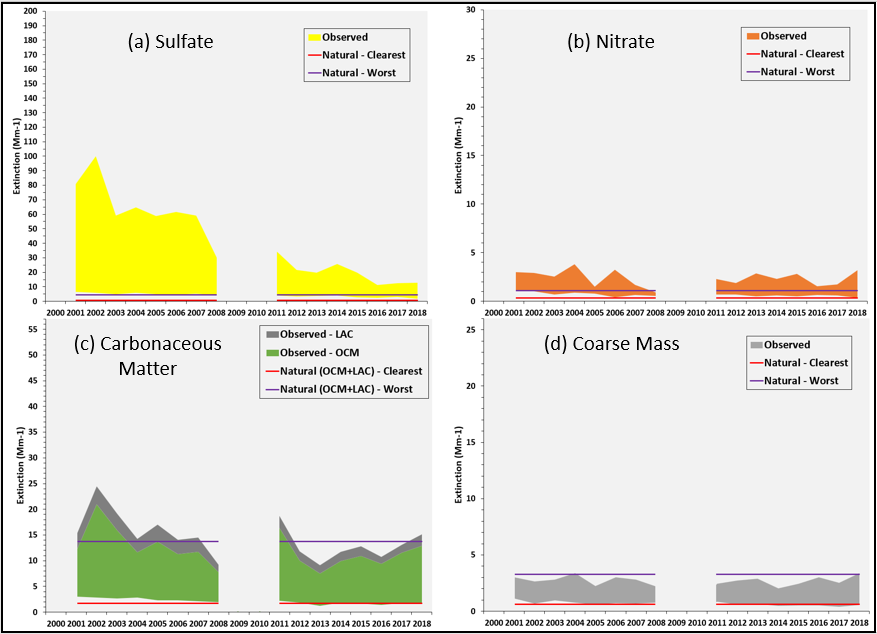 (a) Sulfate
Observed
Natural - Clearest
Natural - Worst
Extinction (Mm-1)
200
190
180
170
160
150
140
130
120
110
100
90
80
70
60
50
40
30
20
10
0
2000 2001 2002 2003 2004 2005 2006 2007 2008 2009 2010 2011 2012 2013 2014 2015 2016 2017 2018
(b) Nitrate
Observed
Natural - Clearest
Natural - Worst
Extinction (Mm-1)
30
25
20
15
10
5
0
2000 2001 2002 2003 2004 2005 2006 2007 2008 2009 2010 2011 2012 2013 2014 2015 2016 2017 2018
(c) Carbonaceous
Matter
Observed - LAC
Observed - OCM
Natural (OCM+LAC) - Clearest
Natural (OCM+LAC) - Worst
Extinction (Mm-1)
55
50
45
40
35
30
25
20
15
10
5
0
2000 2001 2002 2003 2004 2005 2006 2007 2008 2009 2010 2011 2012 2013 2014 2015 2016 2017 2018
(d) Coarse Mass
Observed
Natural - Clearest
Natural - Worst
Extinction (Mm-1)
25
20
15
10
5
0
2000 2001 2002 2003 2004 2005 2006 2007 2008 2009 2010 2011 2012 2013 2014 2015 2016 2017 2018